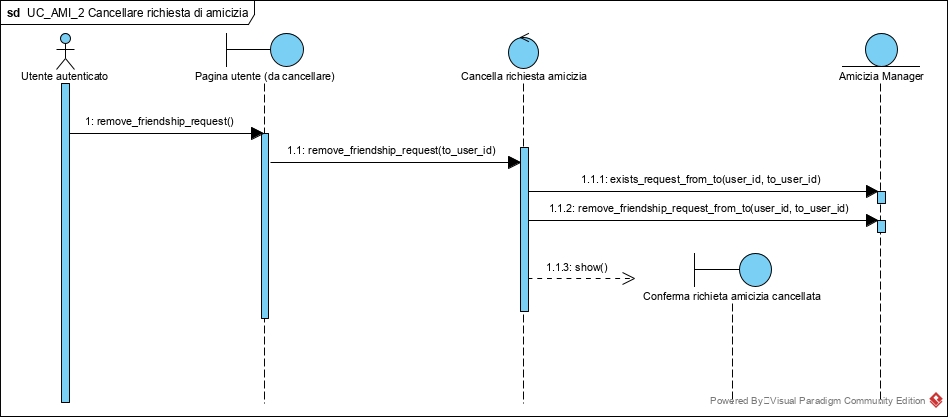 sd UC_AMI_2 Cancellare richiesta di amicizia
Utente autenticato
Pagina utente (da cancellare)
Cancella richiesta amicizia
Amicizia Manager
1: remove_friendship_request()
1.1: remove_friendship_request(to_user_id)
1.1.1: exists_request_from_to(user_id, to_user_id)
1.1.2: remove_friendship_request_from_to(user_id, to_user_id)
1.1.3: show()
Conferma richieta amicizia cancellata
Powered By Visual Paradigm Community Edition